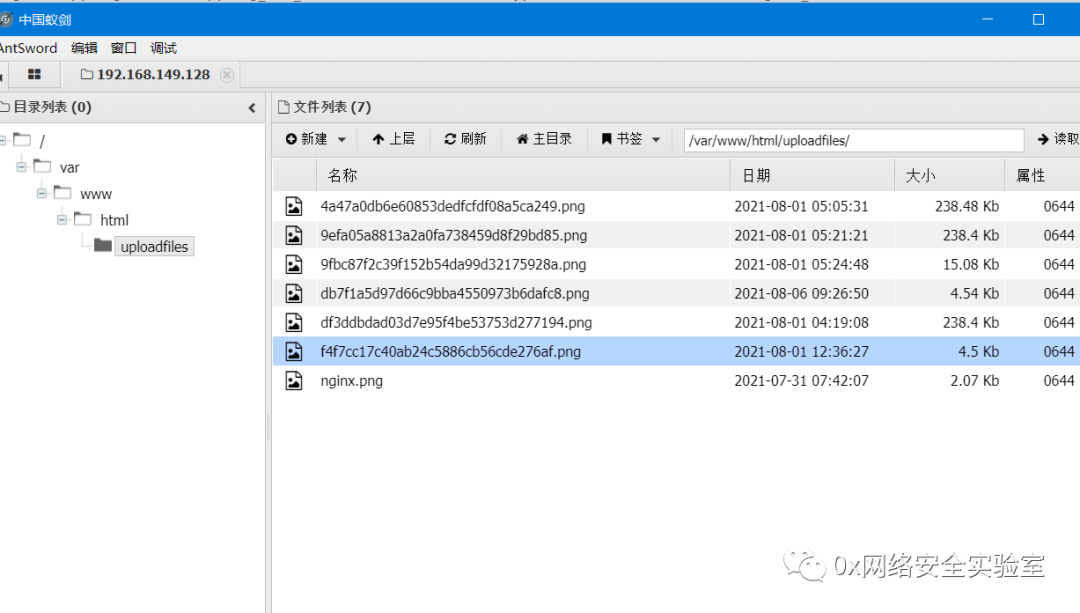 中国蚁剑
AntSword 编辑 窗口 调试
192.168.149.128
目录列表 (0)
文件列表 (7)
新建 上层 刷新 主目录 书签 /var/www/html/uploadfiles/ 读取
/
var
www
html
uploadfiles
名称 日期 大小 属性
4a47a0db6e60853dedfcfdf08a5ca249.png 2021-08-01 05:05:31 238.48 Kb 0644
9efa05a8813a2a0fa738459d8f29bd85.png 2021-08-01 05:21:21 238.4 Kb 0644
9fbc87f2c39f152b54da99d32175928a.png 2021-08-01 05:24:48 15.08 Kb 0644
db7f1a5d97d66c9bba4550973b6dafc8.png 2021-08-06 09:26:50 4.54 Kb 0644
df3ddbdad03d7e95f4be53753d277194.png 2021-08-01 04:19:08 238.4 Kb 0644
f4f7cc17c40ab24c5886cb56cde276af.png 2021-08-01 12:36:27 4.5 Kb 0644
nginx.png 2021-07-31 07:42:07 2.07 Kb 0644
0x网络安全实验室